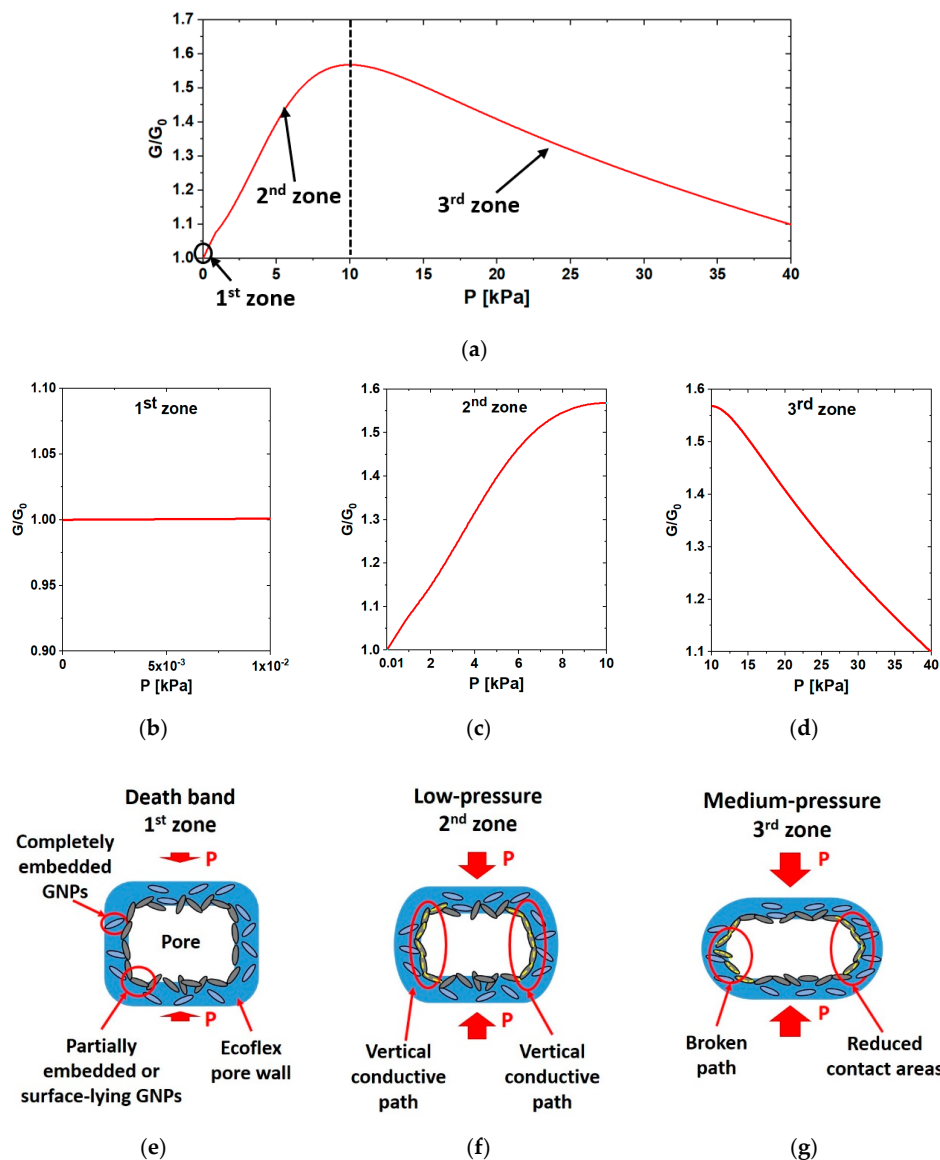 1.7
1.6
1.5
1.4
1.3
1.2
1.1
1.0
G/G₀
2ⁿᵈ zone
3ʳᵈ zone
0 5 10 15 20 25 30 35 40
1ˢᵗ zone
P [kPa]
(a)
1.10
1.05
1.00
0.95
0.90
G/G₀
1ˢᵗ zone
0 5x10⁻³ 1x10⁻²
P [kPa]
(b)
1.6
1.5
1.4
1.3
1.2
1.1
1.0
G/G₀
2ⁿᵈ zone
0.01 2 4 6 8 10
P [kPa]
(c)
1.6
1.5
1.4
1.3
1.2
1.1
G/G₀
3ʳᵈ zone
10 15 20 25 30 35 40
P [kPa]
(d)
Death band
1ˢᵗ zone
P
Completely
embedded
GNPs
Pore
P
Partially
embedded or
surface-lying GNPs
Ecoflex
pore wall
(e)
Low-pressure
2ⁿᵈ zone
P
P
Vertical
conductive
path
Vertical
conductive
path
(f)
Medium-pressure
3ʳᵈ zone
P
P
Broken
path
Reduced
contact areas
(g)